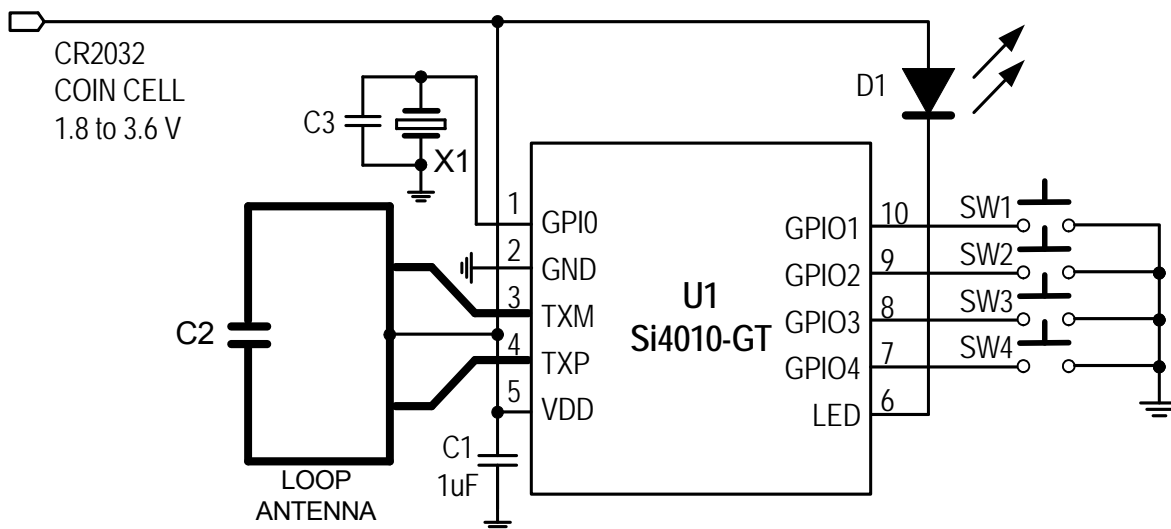 CR2032
COIN CELL
1.8 to 3.6 V
C3
X1
D1
1
GPI0
2
GND
3
TXM
4
TXP
5
VDD
U1
Si4010-GT
GPIO1
10
SW1
GPIO2
9
SW2
GPIO3
8
SW3
GPIO4
7
SW4
LED
6
C2
LOOP
ANTENNA
C1
1uF